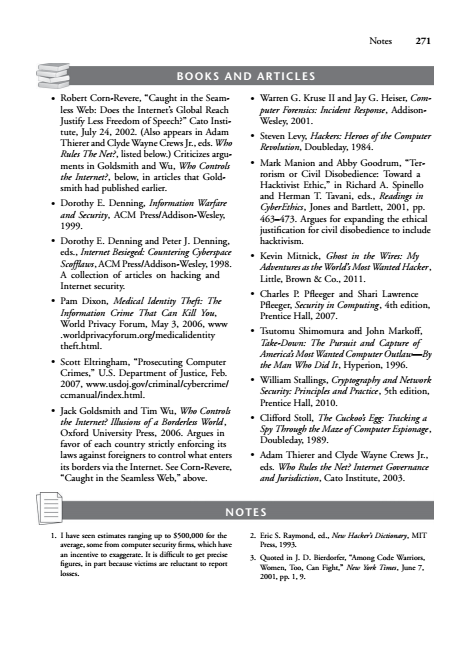 Notes 271
BOOKS AND ARTICLES
• Robert Corn-Revere, “Caught in the Seam-
less Web: Does the Internet’s Global Reach
Justify Less Freedom of Speech?” Cato Insti-
tute, July 24, 2002. (Also appears in Adam
Thierer and Clyde Wayne Crews Jr., eds. Who
Rules The Net?, listed below.) Criticizes argu-
ments in Goldsmith and Wu, Who Controls
the Internet?, below, in articles that Gold-
smith had published earlier.
• Dorothy E. Denning, Information Warfare
and Security, ACM Press/Addison-Wesley,
1999.
• Dorothy E. Denning and Peter J. Denning,
eds., Internet Besieged: Countering Cyberspace
Scofflaws, ACM Press/Addison-Wesley, 1998.
A collection of articles on hacking and
Internet security.
• Pam Dixon, Medical Identity Theft: The
Information Crime That Can Kill You,
World Privacy Forum, May 3, 2006, www
.worldprivacyforum.org/medicalidentity
theft.html.
• Scott Eltringham, “Prosecuting Computer
Crimes,” U.S. Department of Justice, Feb.
2007, www.usdoj.gov/criminal/cybercrime/
ccmanual/index.html.
• Jack Goldsmith and Tim Wu, Who Controls
the Internet? Illusions of a Borderless World,
Oxford University Press, 2006. Argues in
favor of each country strictly enforcing its
laws against foreigners to control what enters
its borders via the Internet. See Corn-Revere,
“Caught in the Seamless Web,” above.
• Warren G. Kruse II and Jay G. Heiser, Com-
puter Forensics: Incident Response, Addison-
Wesley, 2001.
• Steven Levy, Hackers: Heroes of the Computer
Revolution, Doubleday, 1984.
• Mark Manion and Abby Goodrum, “Ter-
rorism or Civil Disobedience: Toward a
Hacktivist Ethic,” in Richard A. Spinello
and Herman T. Tavani, eds., Readings in
CyberEthics, Jones and Bartlett, 2001, pp.
463–473. Argues for expanding the ethical
justification for civil disobedience to include
hacktivism.
• Kevin Mitnick, Ghost in the Wires: My
Adventures as the World’s Most Wanted Hacker,
Little, Brown & Co., 2011.
• Charles P. Pfleeger and Shari Lawrence
Pfleeger, Security in Computing, 4th edition,
Prentice Hall, 2007.
• Tsutomu Shimomura and John Markoff,
Take-Down: The Pursuit and Capture of
America’s Most Wanted Computer Outlaw—By
the Man Who Did It, Hyperion, 1996.
• William Stallings, Cryptography and Network
Security: Principles and Practice, 5th edition,
Prentice Hall, 2010.
• Clifford Stoll, The Cuckoo’s Egg: Tracking a
Spy Through the Maze of Computer Espionage,
Doubleday, 1989.
• Adam Thierer and Clyde Wayne Crews Jr.,
eds. Who Rules the Net? Internet Governance
and Jurisdiction, Cato Institute, 2003.
NOTES
1. I have seen estimates ranging up to $500,000 for the
average, some from computer security firms, which have
an incentive to exaggerate. It is difficult to get precise
figures, in part because victims are reluctant to report
losses.
2. Eric S. Raymond, ed., New Hacker’s Dictionary, MIT
Press, 1993.
3. Quoted in J. D. Bierdorfer, “Among Code Warriors,
Women, Too, Can Fight,” New York Times, June 7,
2001, pp. 1, 9.